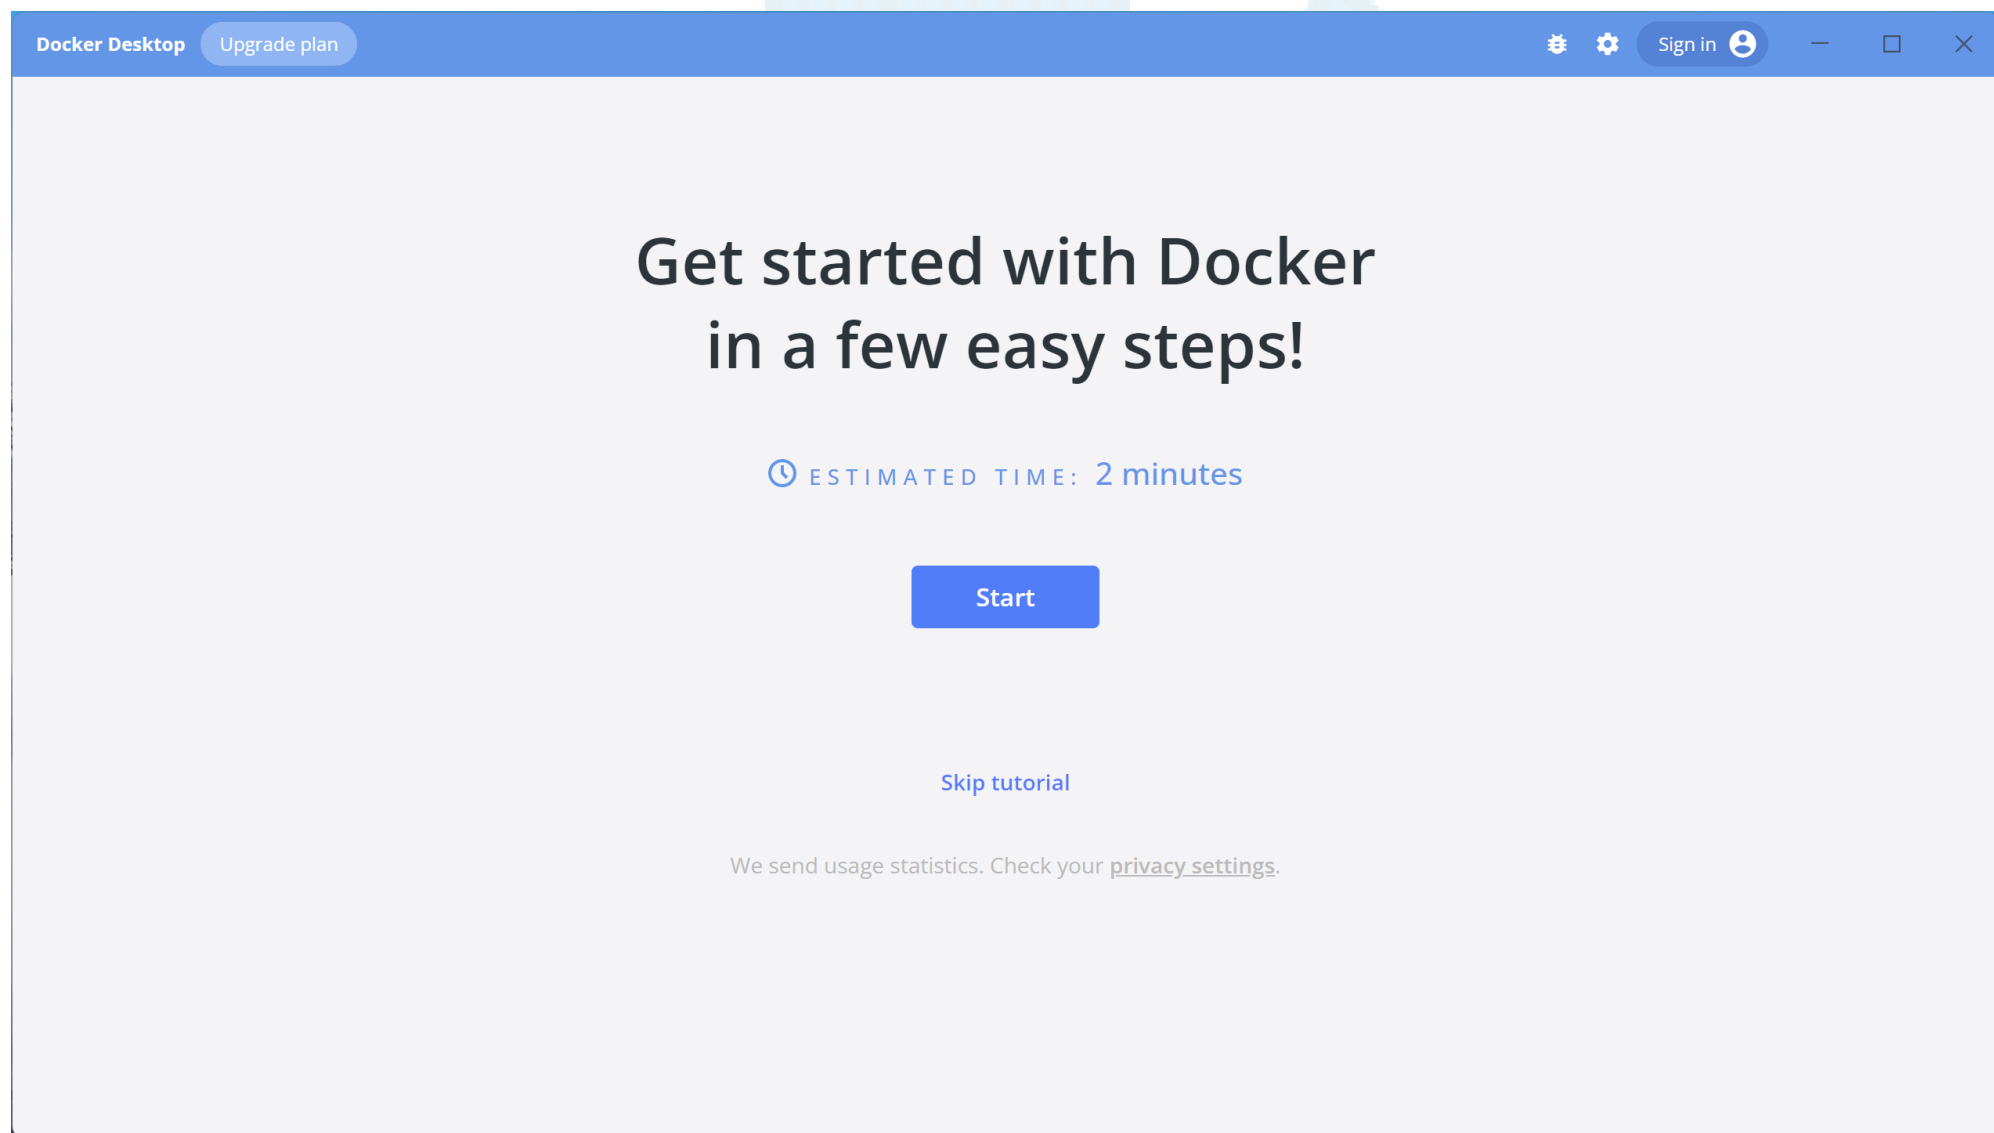 Docker Desktop Upgrade plan Sign in
Get started with Docker
in a few easy steps!
ESTIMATED TIME: 2 minutes
Start
Skip tutorial
We send usage statistics. Check your privacy settings.